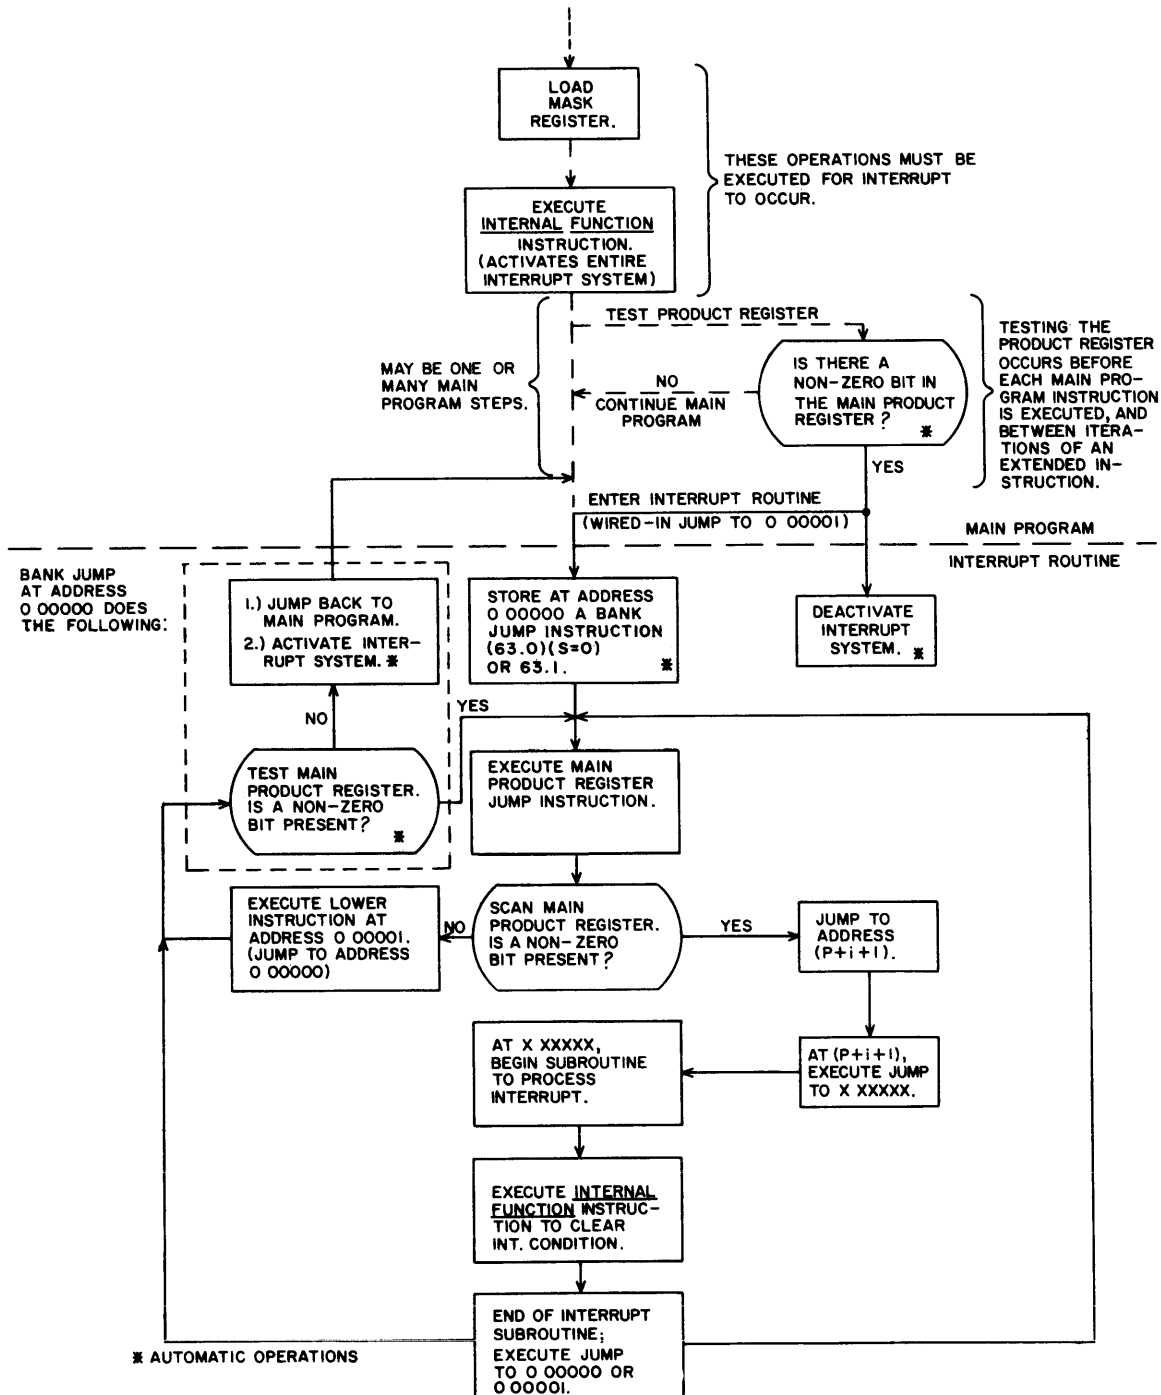 LOAD
MASK
REGISTER.
THESE OPERATIONS MUST BE
EXECUTED FOR INTERRUPT
TO OCCUR.
EXECUTE
INTERNAL FUNCTION
INSTRUCTION.
(ACTIVATES ENTIRE
INTERRUPT SYSTEM)
TEST PRODUCT REGISTER
MAY BE ONE OR
MANY MAIN
PROGRAM STEPS.
NO
CONTINUE MAIN
PROGRAM
IS THERE A
NON-ZERO BIT IN
THE MAIN PRODUCT
REGISTER?
*
TESTING THE
PRODUCT REGISTER
OCCURS BEFORE
EACH MAIN PRO-
GRAM INSTRUCTION
IS EXECUTED, AND
BETWEEN ITERA-
TIONS OF AN
EXTENDED IN-
STRUCTION.
YES
ENTER INTERRUPT ROUTINE
(WIRED-IN JUMP TO 0 00001)
MAIN PROGRAM
INTERRUPT ROUTINE
BANK JUMP
AT ADDRESS
0 00000 DOES
THE FOLLOWING:
1.) JUMP BACK TO
MAIN PROGRAM.
2.) ACTIVATE INTER-
RUPT SYSTEM. *
STORE AT ADDRESS
0 00000 A BANK
JUMP INSTRUCTION
(63.0)(S=0)
OR 63.1. *
DEACTIVATE
INTERRUPT
SYSTEM. *
NO
YES
TEST MAIN
PRODUCT REGISTER.
IS A NON-ZERO
BIT PRESENT?
*
EXECUTE MAIN
PRODUCT REGISTER
JUMP INSTRUCTION.
EXECUTE LOWER
INSTRUCTION AT
ADDRESS 0 00001.
(JUMP TO ADDRESS
0 00000)
NO
SCAN MAIN
PRODUCT REGISTER.
IS A NON-ZERO
BIT PRESENT?
YES
JUMP TO
ADDRESS
(P+i+1).
AT (P+i+1),
EXECUTE JUMP
TO X XXXXX.
AT X XXXXX,
BEGIN SUBROUTINE
TO PROCESS
INTERRUPT.
EXECUTE INTERNAL
FUNCTION INSTRUC-
TION TO CLEAR
INT. CONDITION.
END OF INTERRUPT
SUBROUTINE;
EXECUTE JUMP
TO 0 00000 OR
0 00001.
* AUTOMATIC OPERATIONS